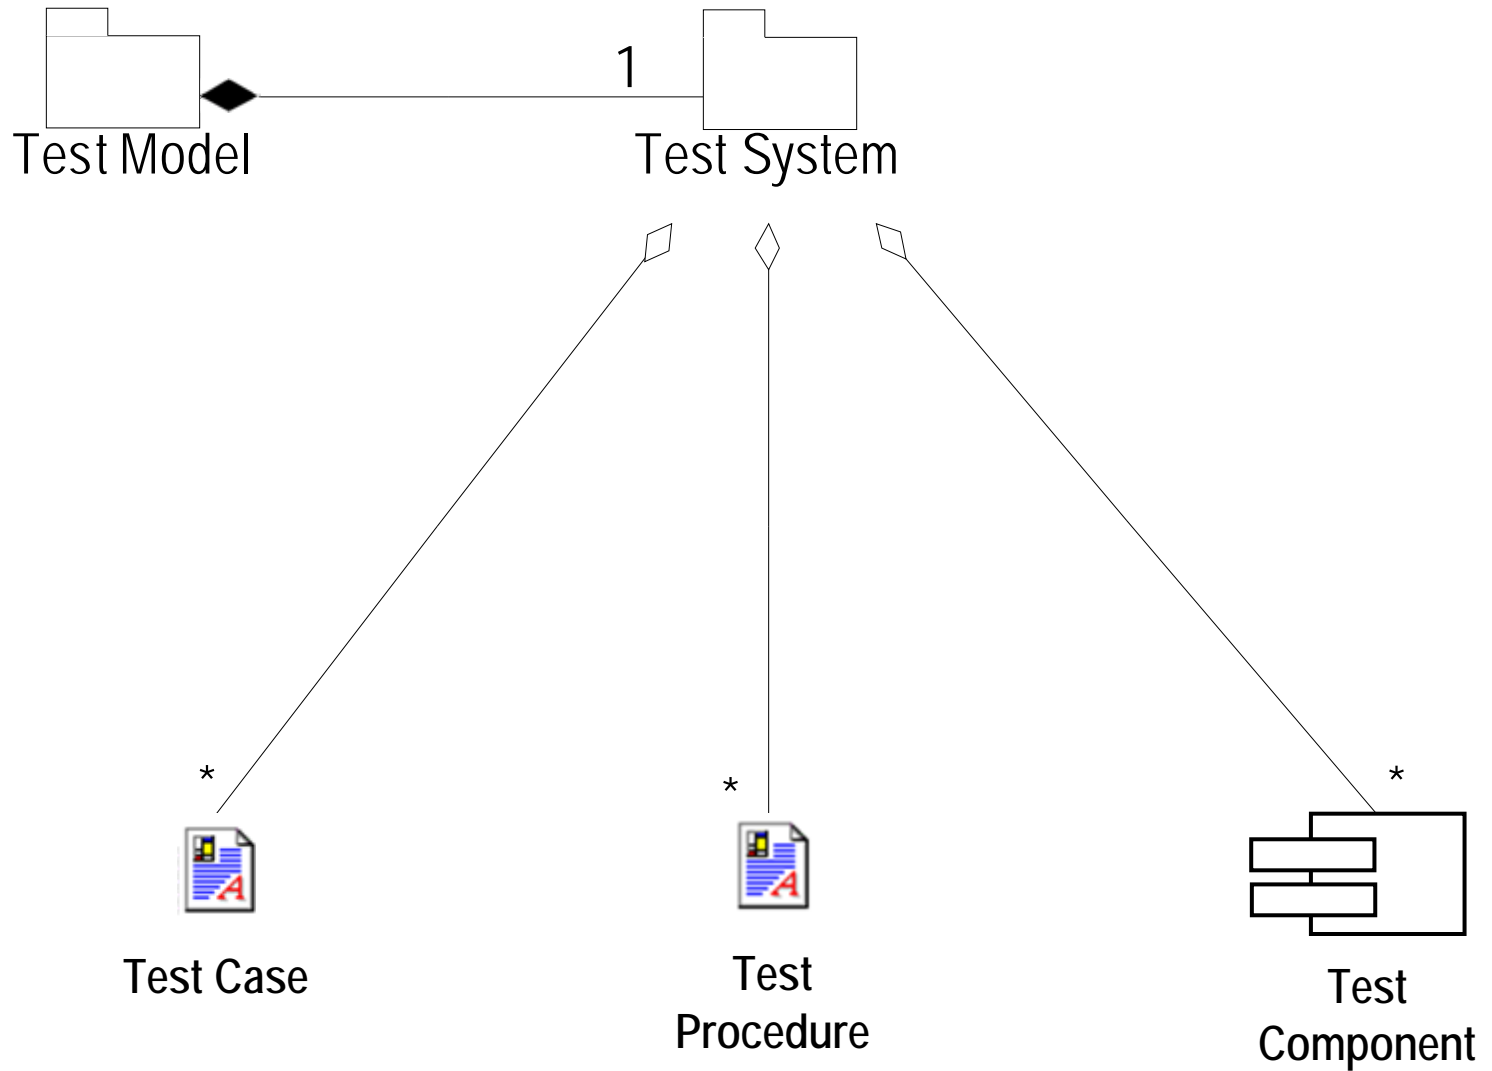 1
Test Model
Test System
*
*
*
Test Case
Test
Procedure
Test
Component